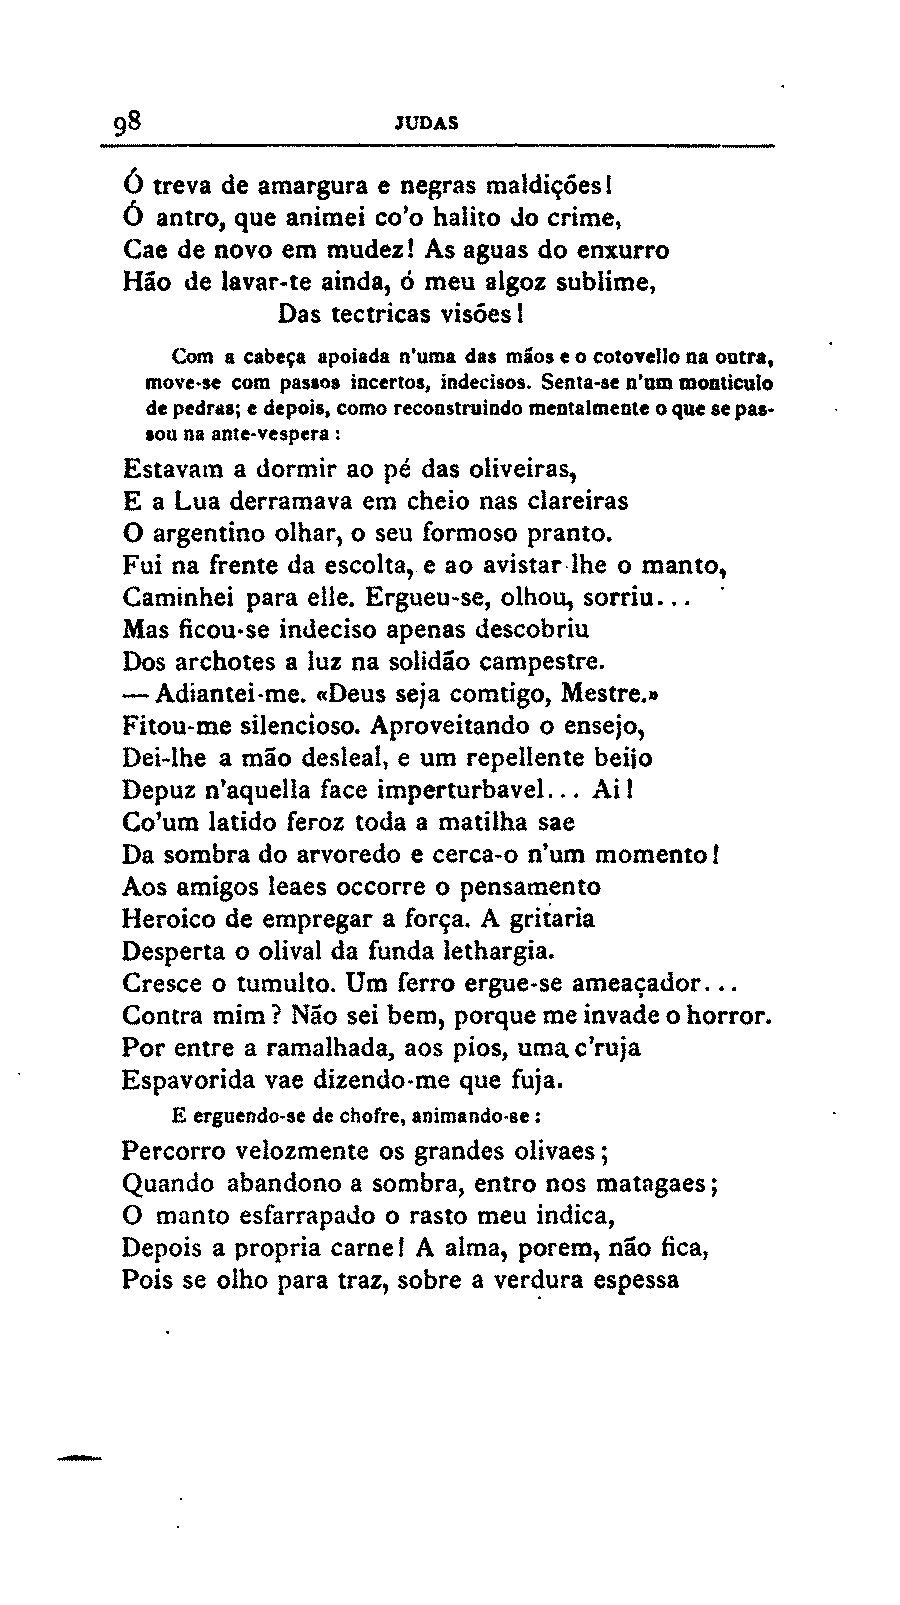 98 JUDAS
Ó treva de amargura e negras maldições!
Ó antro, que animei co'o halito do crime,
Cae de novo em mudez! As aguas do enxurro
Hão de lavar-te ainda, ó meu algoz sublime,
Das tectricas visões!
Com a cabeça apoiada n'uma das mãos e o cotovello na outra,
move-se com passos incertos, indecisos. Senta-se n'um monticulo
de pedras; e depois, como reconstruindo mentalmente o que se pas-
sou na ante-vespera:
Estavam a dormir ao pé das oliveiras,
E a Lua derramava em cheio nas clareiras
O argentino olhar, o seu formoso pranto.
Fui na frente da escolta, e ao avistar-lhe o manto,
Caminhei para elle. Ergueu-se, olhou, sorriu...
Mas ficou-se indeciso apenas descobriu
Dos archotes a luz na solidão campestre.
— Adiantei-me. «Deus seja comtigo, Mestre.»
Fitou-me silencioso. Aproveitando o ensejo,
Dei-lhe a mão desleal, e um repellente beijo
Depuz n'aquella face imperturbavel... Ai!
Co'um latido feroz toda a matilha sae
Da sombra do arvoredo e cerca-o n'um momento!
Aos amigos leaes occorre o pensamento
Heroico de empregar a força. A gritaria
Desperta o olival da funda lethargia.
Cresce o tumulto. Um ferro ergue-se ameaçador...
Contra mim? Não sei bem, porque me invade o horror.
Por entre a ramalhada, aos pios, uma c'ruja
Espavorida vae dizendo-me que fuja.
E erguendo-se de chofre, animando-se:
Percorro velozmente os grandes olivaes;
Quando abandono a sombra, entro nos matagaes;
O manto esfarrapado o rasto meu indica,
Depois a propria carne! A alma, porem, não fica,
Pois se olho para traz, sobre a verdura espessa